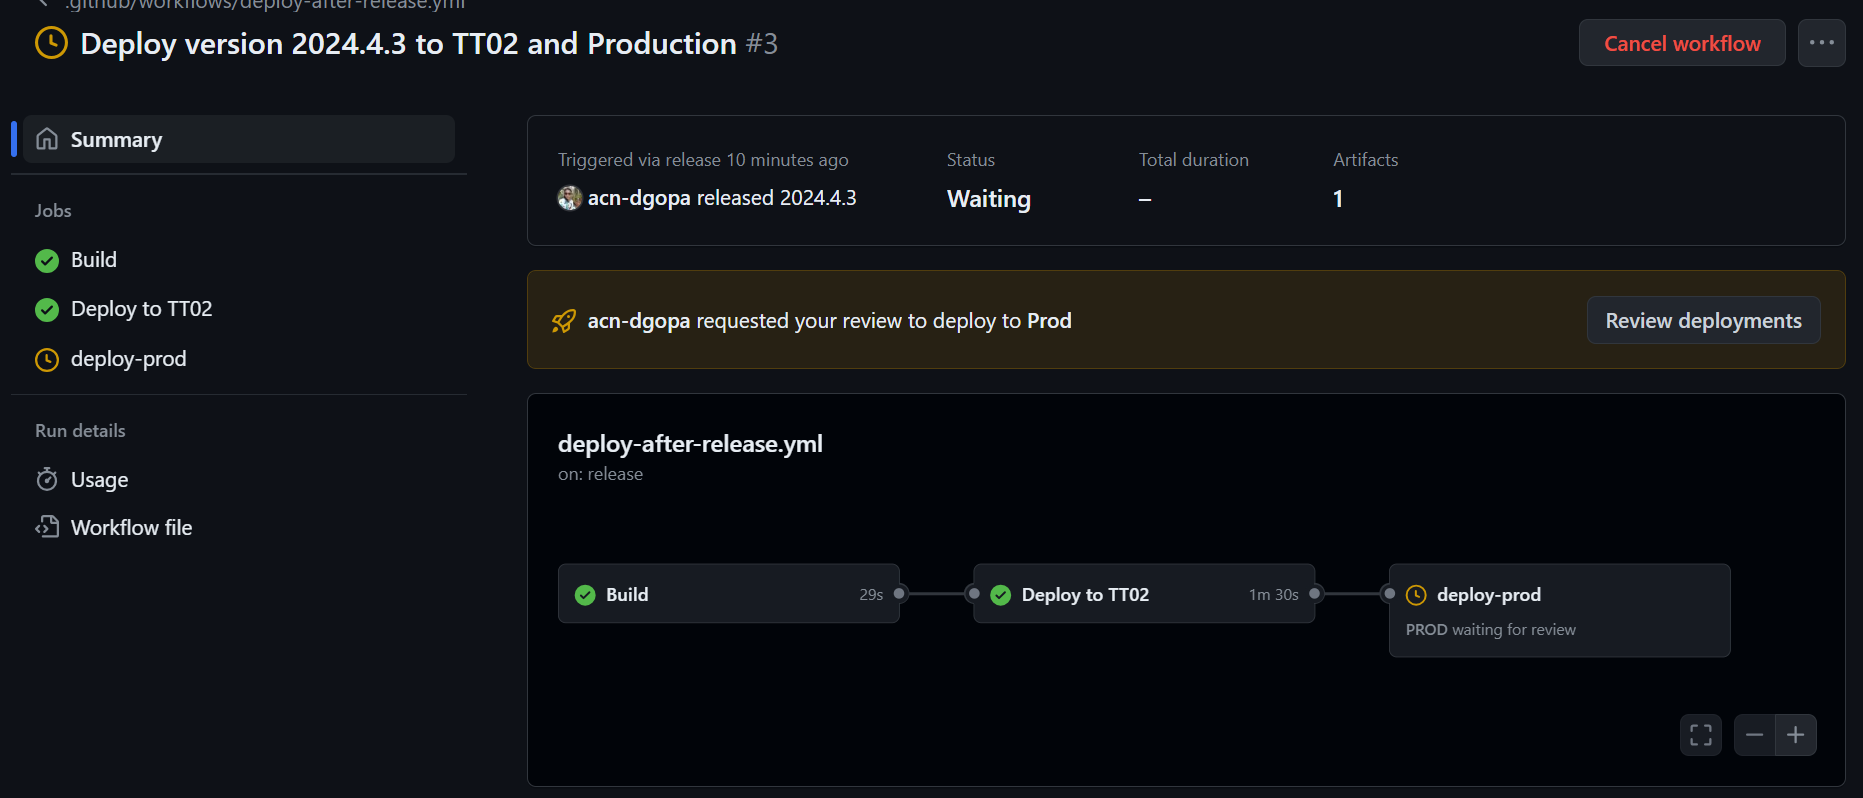 .github/workflows/deploy-after-release.yml
Deploy version 2024.4.3 to TT02 and Production #3
Cancel workflow
Summary
Jobs
Build
Deploy to TT02
deploy-prod
Run details
Usage
Workflow file
Triggered via release 10 minutes ago
acn-dgopa released 2024.4.3
Status
Waiting
Total duration
–
Artifacts
1
acn-dgopa requested your review to deploy to Prod
Review deployments
deploy-after-release.yml
on: release
Build 29s
Deploy to TT02 1m 30s
deploy-prod
PROD waiting for review